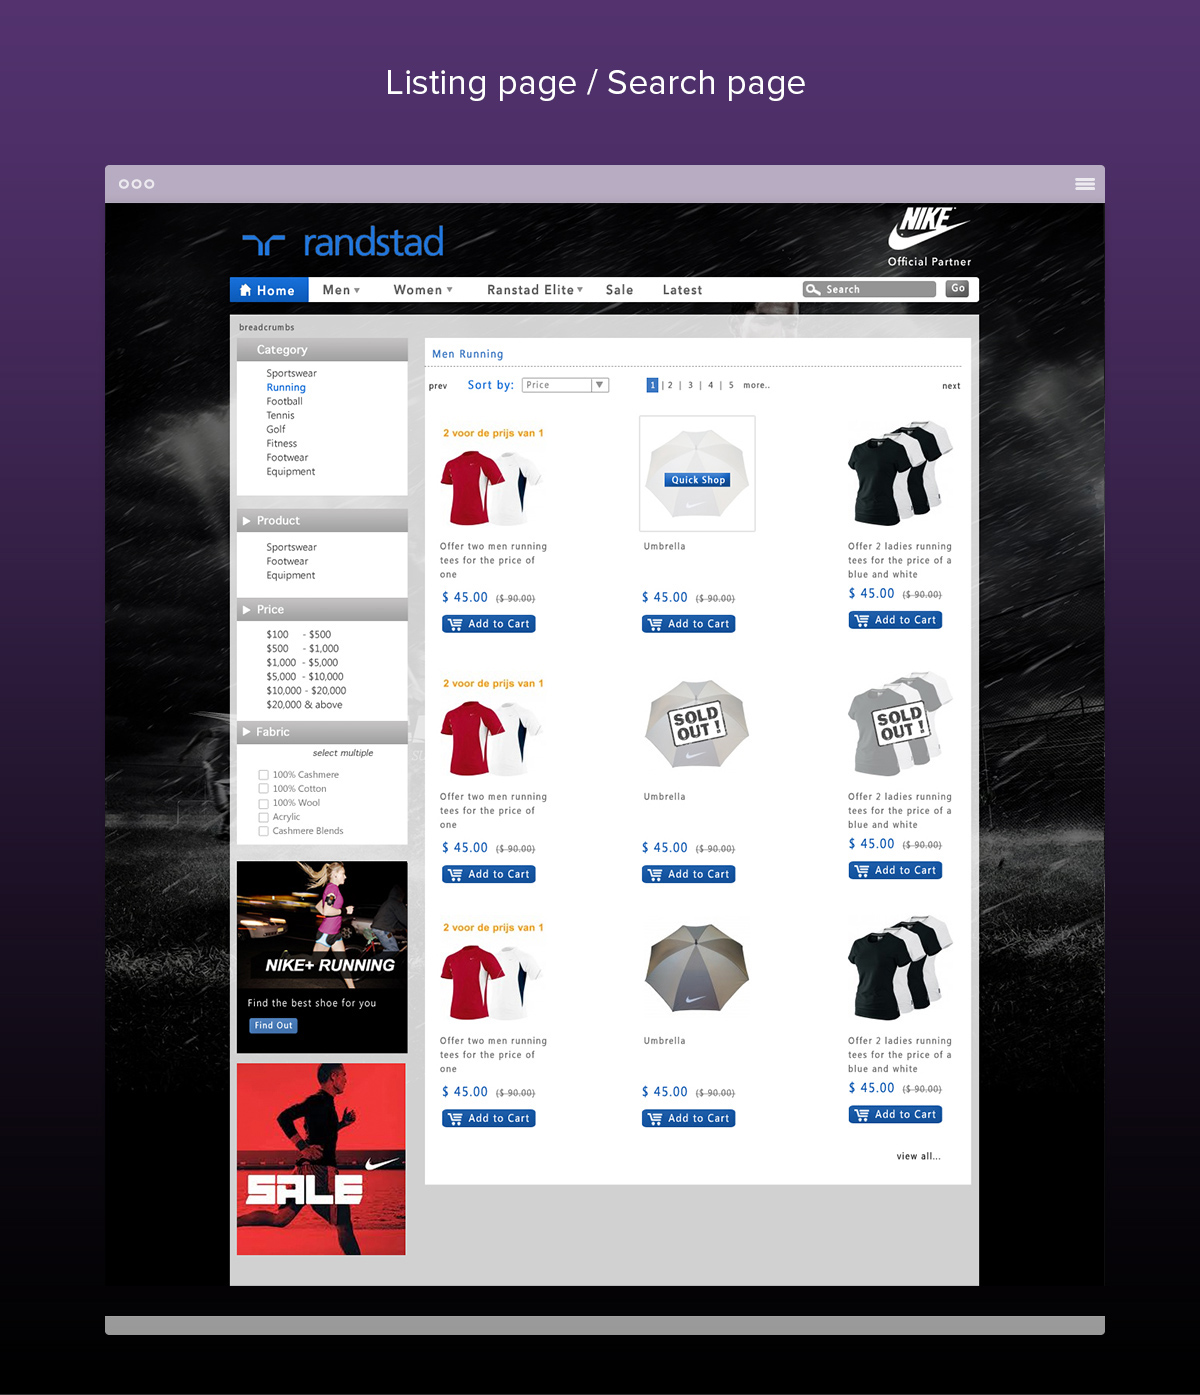 Listing page / Search page
randstad
NIKE
Official Partner
Home
Men
Women
Ranstad Elite
Sale
Latest
Search
Go
breadcrumbs
Category
Sportswear
Running
Football
Tennis
Golf
Fitness
Footwear
Equipment
Product
Sportswear
Footwear
Equipment
Price
$100 - $500
$500 - $1,000
$1,000 - $5,000
$5,000 - $10,000
$10,000 - $20,000
$20,000 & above
Fabric
select multiple
100% Cashmere
100% Cotton
100% Wool
Acrylic
Cashmere Blends
NIKE+ RUNNING
Find the best shoe for you
Find Out
SALE
Men Running
prev
Sort by:
Price
1 | 2 | 3 | 4 | 5 more..
next
2 voor de prijs van 1
Offer two men running
tees for the price of
one
$ 45.00 ($ 90.00)
Add to Cart
Quick Shop
Umbrella
$ 45.00 ($ 90.00)
Add to Cart
Offer 2 ladies running
tees for the price of a
blue and white
$ 45.00 ($ 90.00)
Add to Cart
2 voor de prijs van 1
Offer two men running
tees for the price of
one
$ 45.00 ($ 90.00)
Add to Cart
SOLD
OUT !
Umbrella
$ 45.00 ($ 90.00)
Add to Cart
SOLD
OUT !
Offer 2 ladies running
tees for the price of a
blue and white
$ 45.00 ($ 90.00)
Add to Cart
2 voor de prijs van 1
Offer two men running
tees for the price of
one
$ 45.00 ($ 90.00)
Add to Cart
Umbrella
$ 45.00 ($ 90.00)
Add to Cart
Offer 2 ladies running
tees for the price of a
blue and white
$ 45.00 ($ 90.00)
Add to Cart
view all...